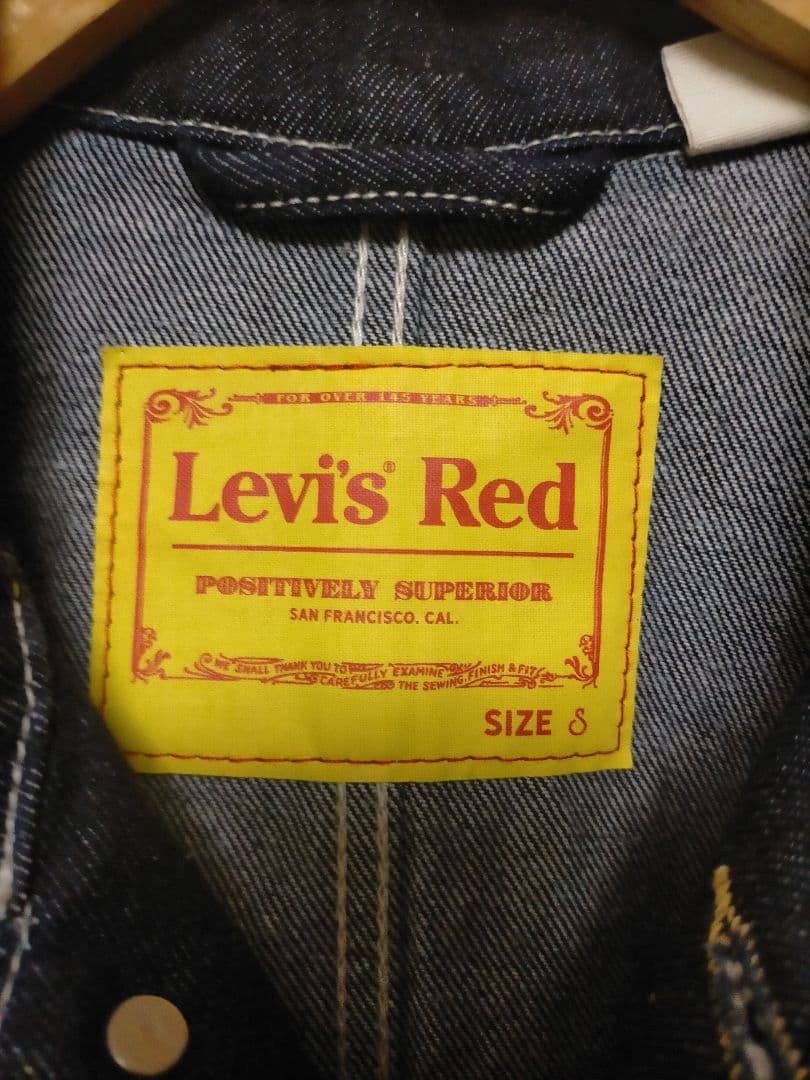 FOR OVER 145 YEARS
Levi's® Red
POSITIVELY SUPERIOR
SAN FRANCISCO. CAL.
WE SHALL THANK YOU TO
CAREFULLY EXAMINE
THE SEWING, FINISH & FIT
SIZE S